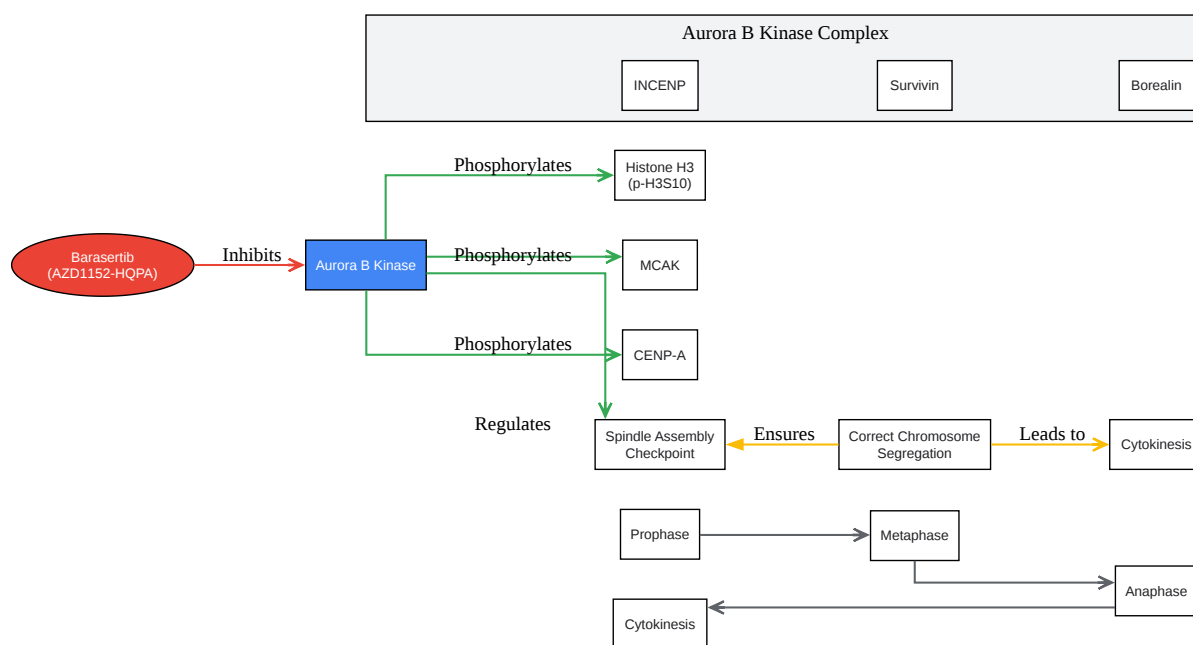 Aurora B Kinase Complex
INCENP
Survivin
Borealin
Phosphorylates
Histone H3
(p-H3S10)
Barasertib
(AZD1152-HQPA)
Inhibits
Aurora B Kinase
Phosphorylates
MCAK
Phosphorylates
CENP-A
Regulates
Spindle Assembly
Checkpoint
Ensures
Correct Chromosome
Segregation
Leads to
Cytokinesis
Prophase
Metaphase
Anaphase
Cytokinesis